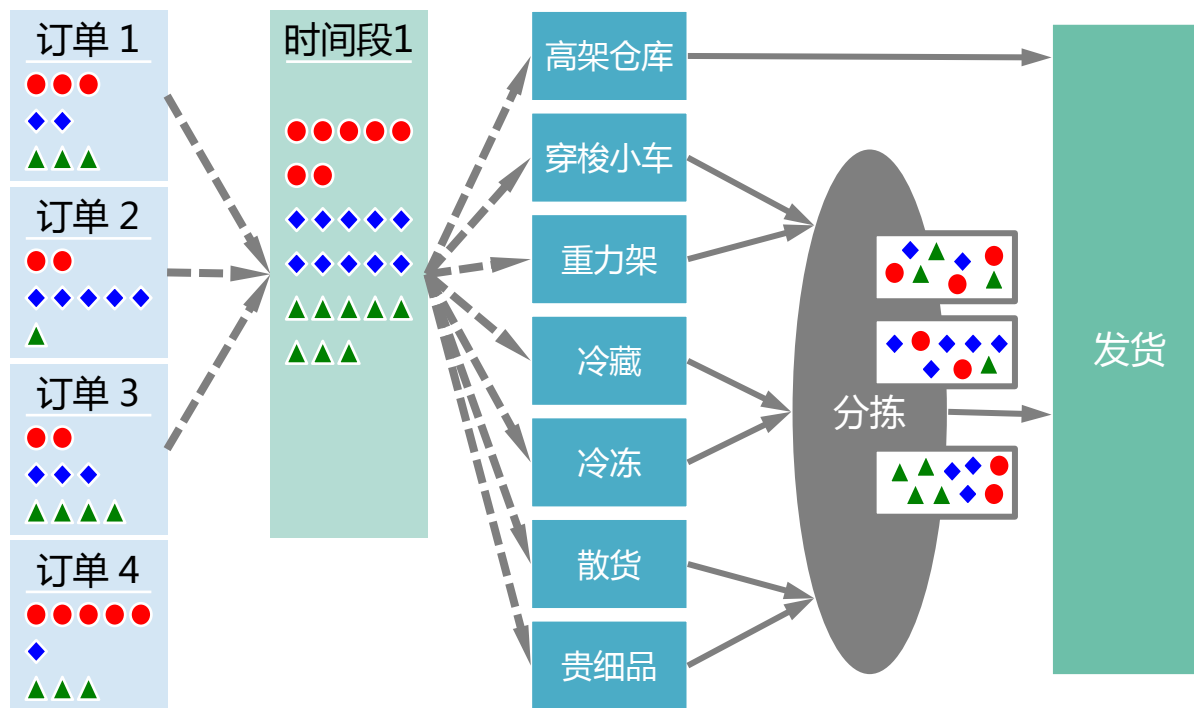 订单 1
订单 2
订单 3
订单 4
时间段1
高架仓库
穿梭小车
重力架
冷藏
冷冻
散货
贵细品
分拣
发货